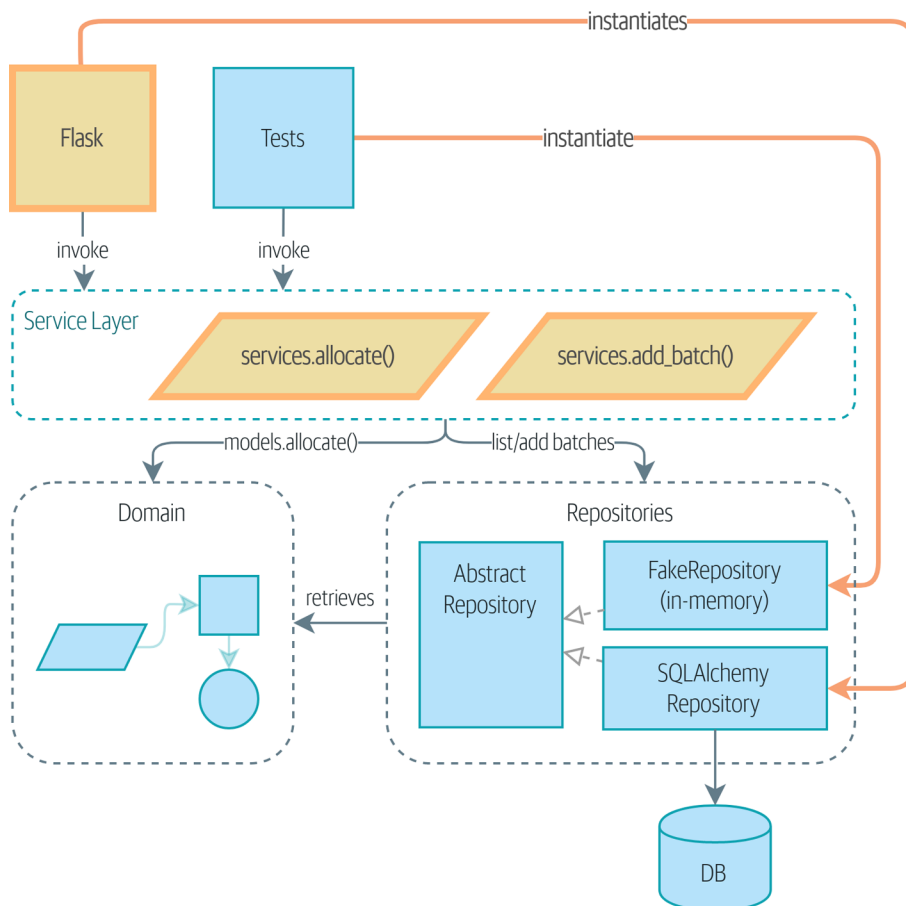 instantiates
Flask
Tests
instantiate
invoke
invoke
Service Layer
services.allocate()
services.add_batch()
models.allocate()
list/add batches
Domain
Repositories
Abstract
Repository
FakeRepository
(in-memory)
retrieves
SQLAlchemy
Repository
DB